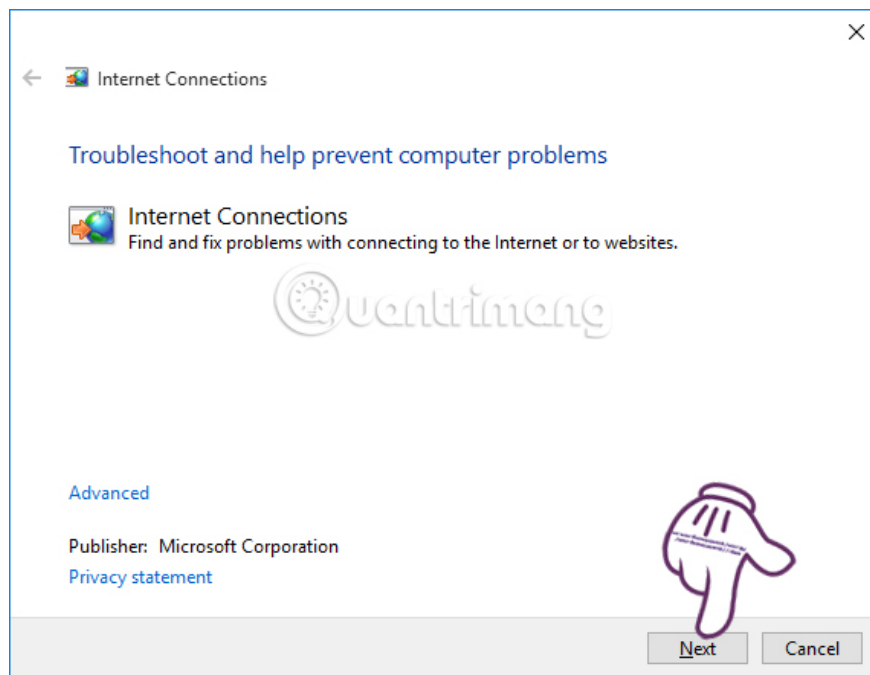 Internet Connections
Troubleshoot and help prevent computer problems
Internet Connections
Find and fix problems with connecting to the Internet or to websites.
Quantrimang
Advanced
Publisher: Microsoft Corporation
Privacy statement
Next
Cancel